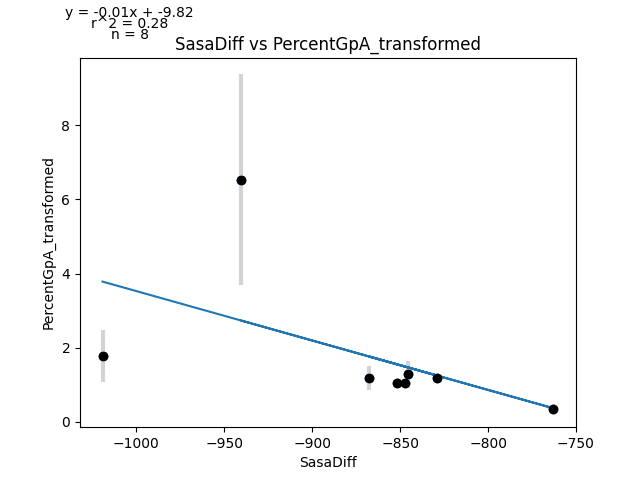 y = -0.01x + -9.82
r^2 = 0.28
n = 8
SasaDiff vs PercentGpA_transformed
PercentGpA_transformed
8
6
4
2
0
−1000 −950 −900 −850 −800 −750
SasaDiff